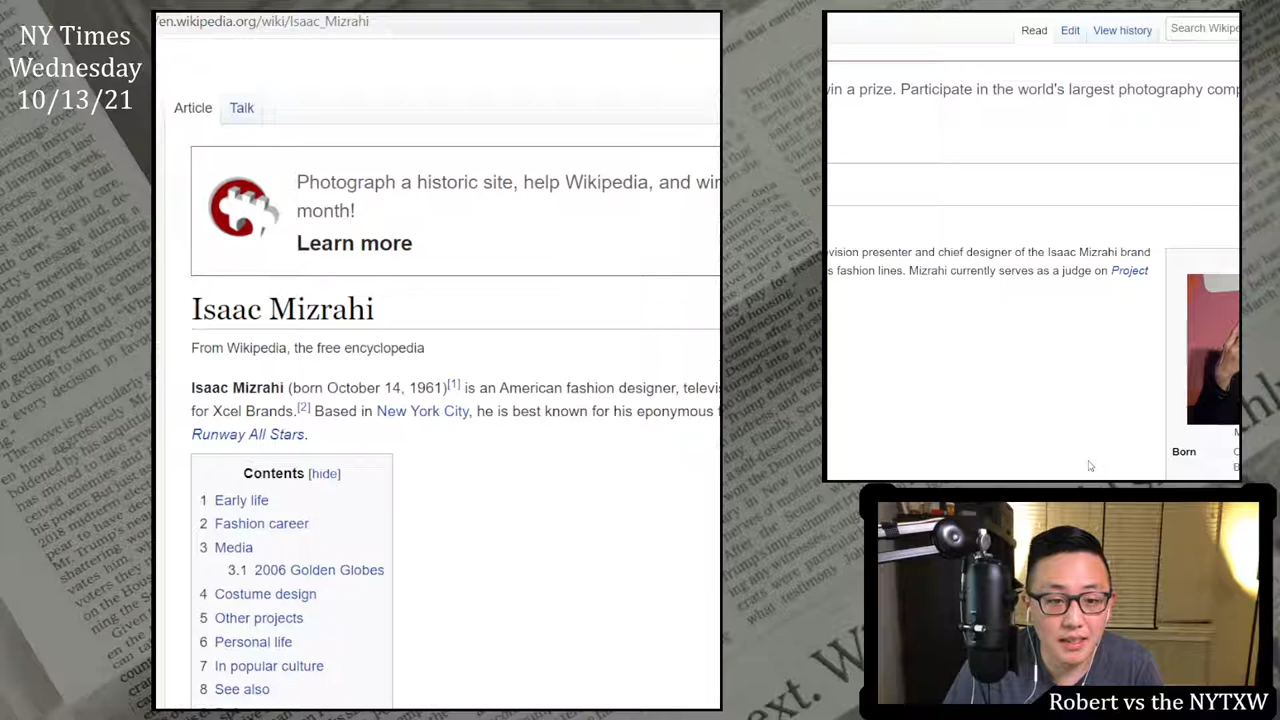 NY Times
Wednesday
10/13/21
/en.wikipedia.org/wiki/Isaac_Mizrahi
Article Talk
Photograph a historic site, help Wikipedia, and wi
month!
Learn more
Isaac Mizrahi
From Wikipedia, the free encyclopedia
Isaac Mizrahi (born October 14, 1961)[1] is an American fashion designer, televi
for Xcel Brands.[2] Based in New York City, he is best known for his eponymous
Runway All Stars.
Contents [hide]
1 Early life
2 Fashion career
3 Media
3.1 2006 Golden Globes
4 Costume design
5 Other projects
6 Personal life
7 In popular culture
8 See also
Read Edit View history Search Wikipe
in a prize. Participate in the world's largest photography comp
vision presenter and chief designer of the Isaac Mizrahi brand
s fashion lines. Mizrahi currently serves as a judge on Project
Born
Robert vs the NYTXW